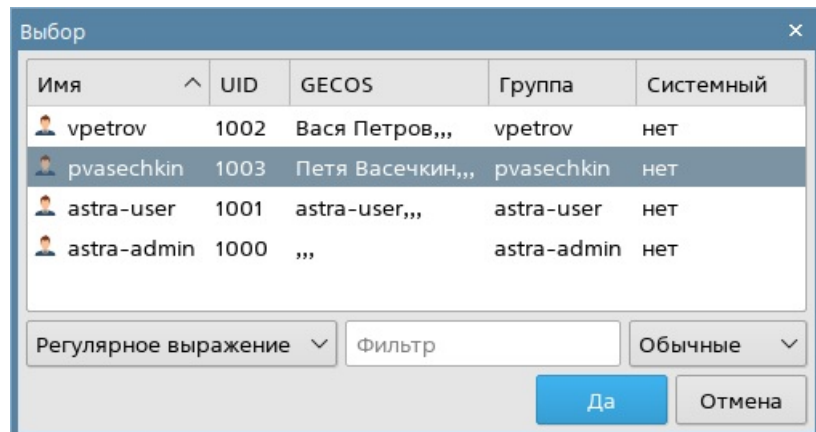 Выбор
Имя UID GECOS Группа Системный
vpetrov 1002 Вася Петров,,, vpetrov нет
pvasechkin 1003 Петя Васечкин,,, pvasechkin нет
astra-user 1001 astra-user,,, astra-user нет
astra-admin 1000 ,,, astra-admin нет
Регулярное выражение Фильтр Обычные
Да Отмена